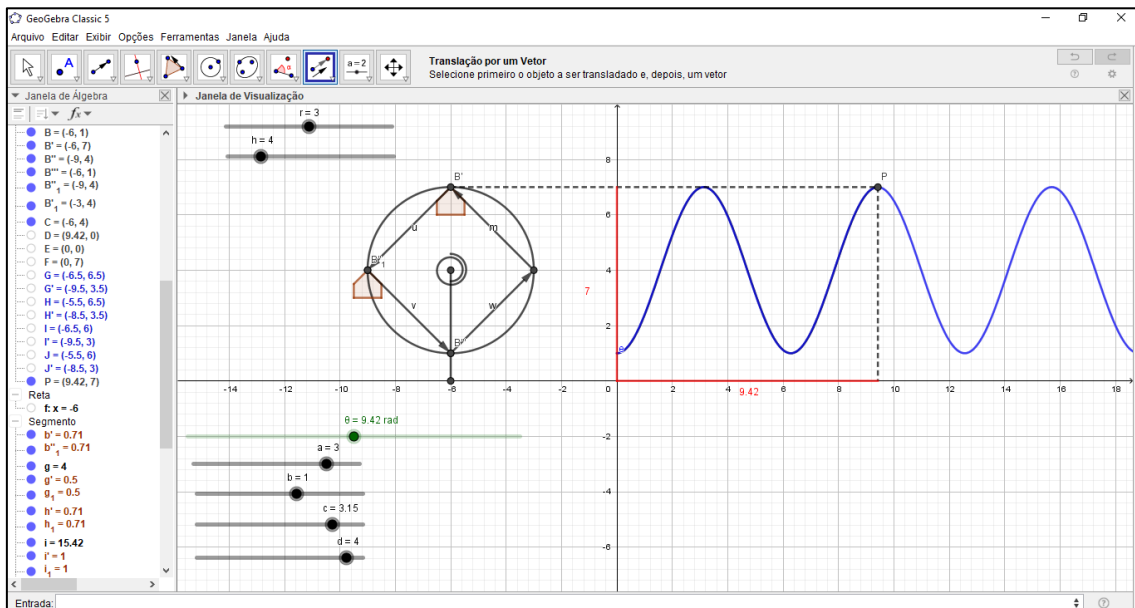 GeoGebra Classic 5
Arquivo Editar Exibir Opções Ferramentas Janela Ajuda
A
a=2
Translação por um Vetor
Selecione primeiro o objeto a ser transladado e, depois, um vetor
Janela de Álgebra
Janela de Visualização
fx
B = (-6, 1)
B' = (-6, 7)
B'' = (-9, 4)
B''' = (-6, 1)
B''₁ = (-9, 4)
B'₁ = (-3, 4)
C = (-6, 4)
D = (9.42, 0)
E = (0, 0)
F = (0, 7)
G = (-6.5, 6.5)
G' = (-9.5, 3.5)
H = (-5.5, 6.5)
H' = (-8.5, 3.5)
I = (-6.5, 6)
I' = (-9.5, 3)
J = (-5.5, 6)
J' = (-8.5, 3)
P = (9.42, 7)
Reta
f: x = -6
Segmento
b' = 0.71
b''₁ = 0.71
g = 4
g' = 0.5
g₁ = 0.5
h' = 0.71
h₁ = 0.71
i = 15.42
i' = 1
i₁ = 1
r = 3
h = 4
B'
P
u
m
v
w
7
9.42
e
8
6
4
2
0
-2
-4
-6
-14 -12 -10 -8 -6 -4 -2 2 4 6 8 10 12 14 16 18
θ = 9.42 rad
a = 3
b = 1
c = 3.15
d = 4
Entrada: